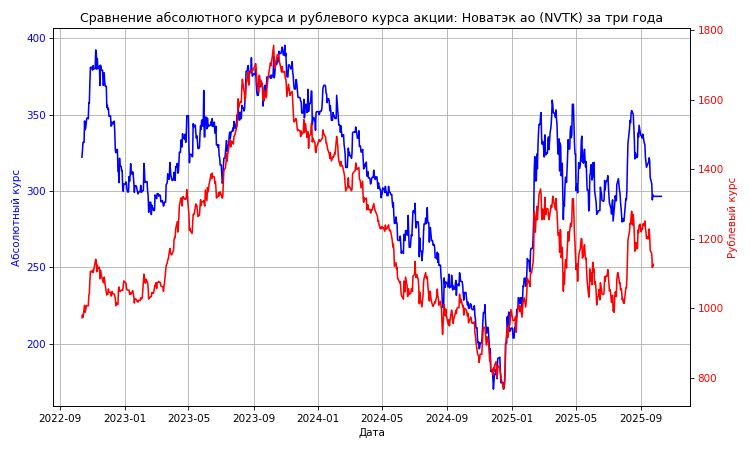 Сравнение абсолютного курса и рублевого курса акции: Новатэк ао (NVTK) за три года
400
350
300
250
200
Абсолютный курс
1800
1600
1400
1200
1000
800
Рублевый курс
2022-09 2023-01 2023-05 2023-09 2024-01 2024-05 2024-09 2025-01 2025-05 2025-09
Дата